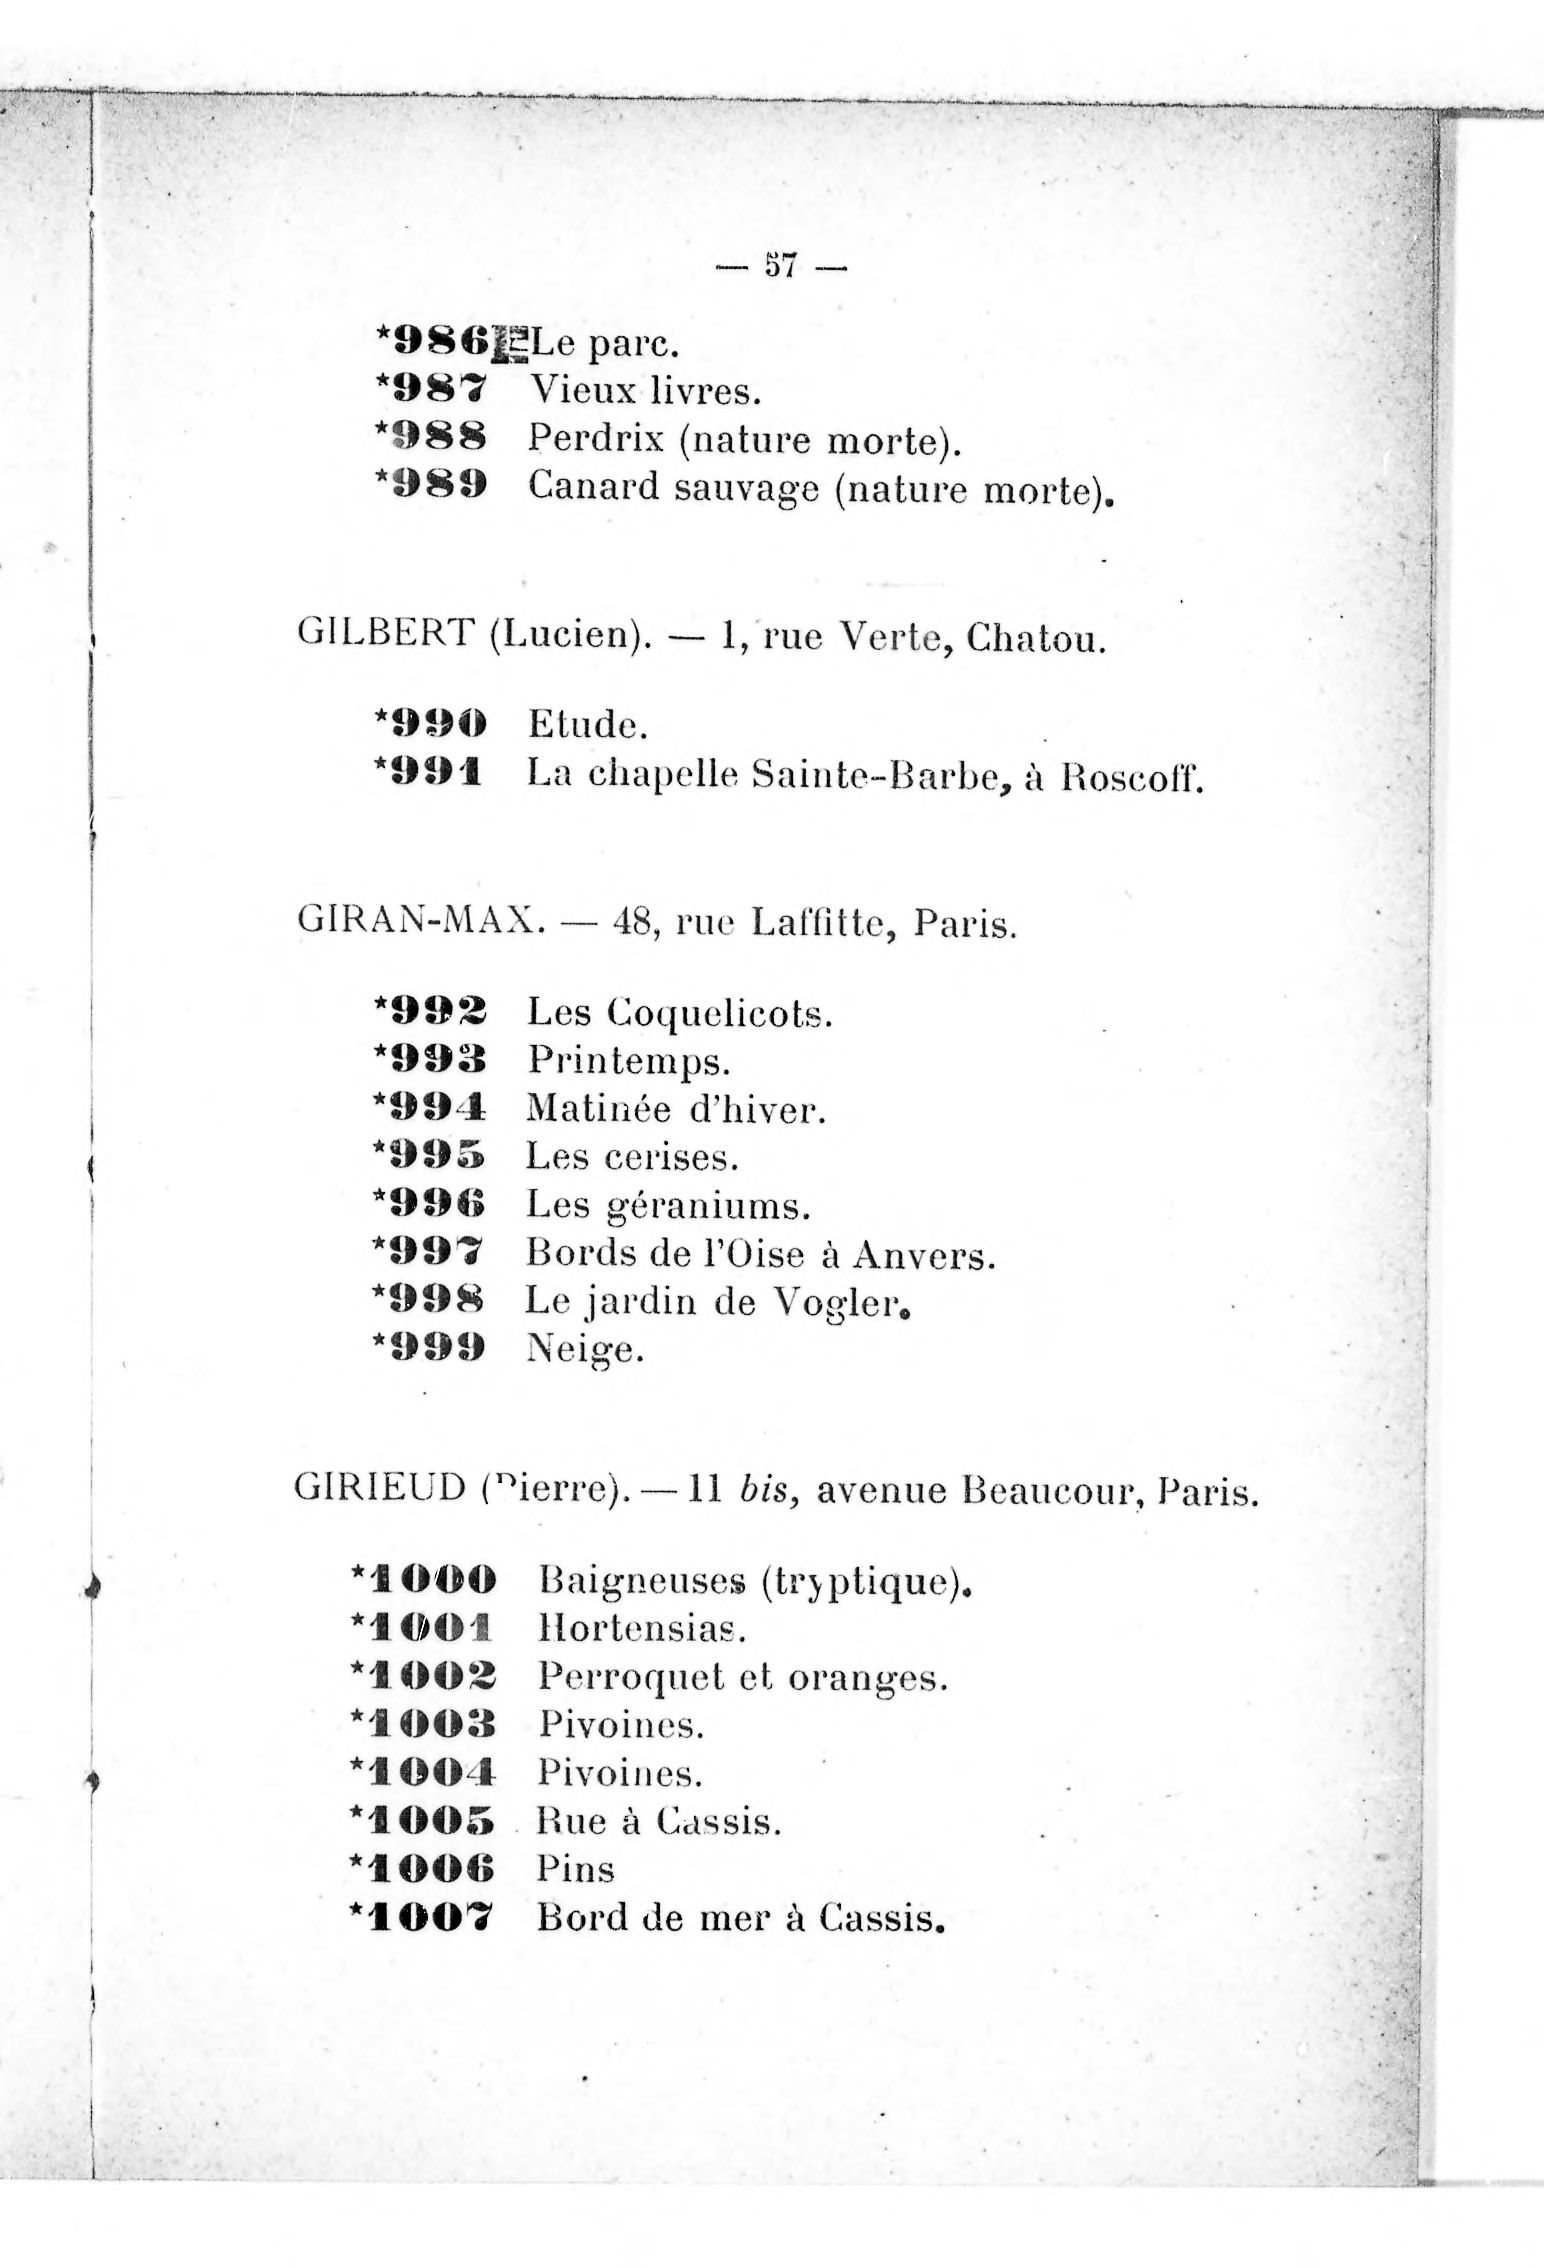 — 57 —
*986 Le parc.
*987 Vieux livres.
*988 Perdrix (nature morte).
*989 Canard sauvage (nature morte).
GILBERT (Lucien). — 1, rue Verte, Chatou.
*990 Etude.
*991 La chapelle Sainte-Barbe, à Roscoff.
GIRAN-MAX. — 48, rue Laffitte, Paris.
*992 Les Coquelicots.
*993 Printemps.
*994 Matinée d'hiver.
*995 Les cerises.
*996 Les géraniums.
*997 Bords de l'Oise à Anvers.
*998 Le jardin de Vogler.
*999 Neige.
GIRIEUD (Pierre). — 11 bis, avenue Beaucour, Paris.
*1000 Baigneuses (tryptique).
*1001 Hortensias.
*1002 Perroquet et oranges.
*1003 Pivoines.
*1004 Pivoines.
*1005 Rue à Cassis.
*1006 Pins
*1007 Bord de mer à Cassis.